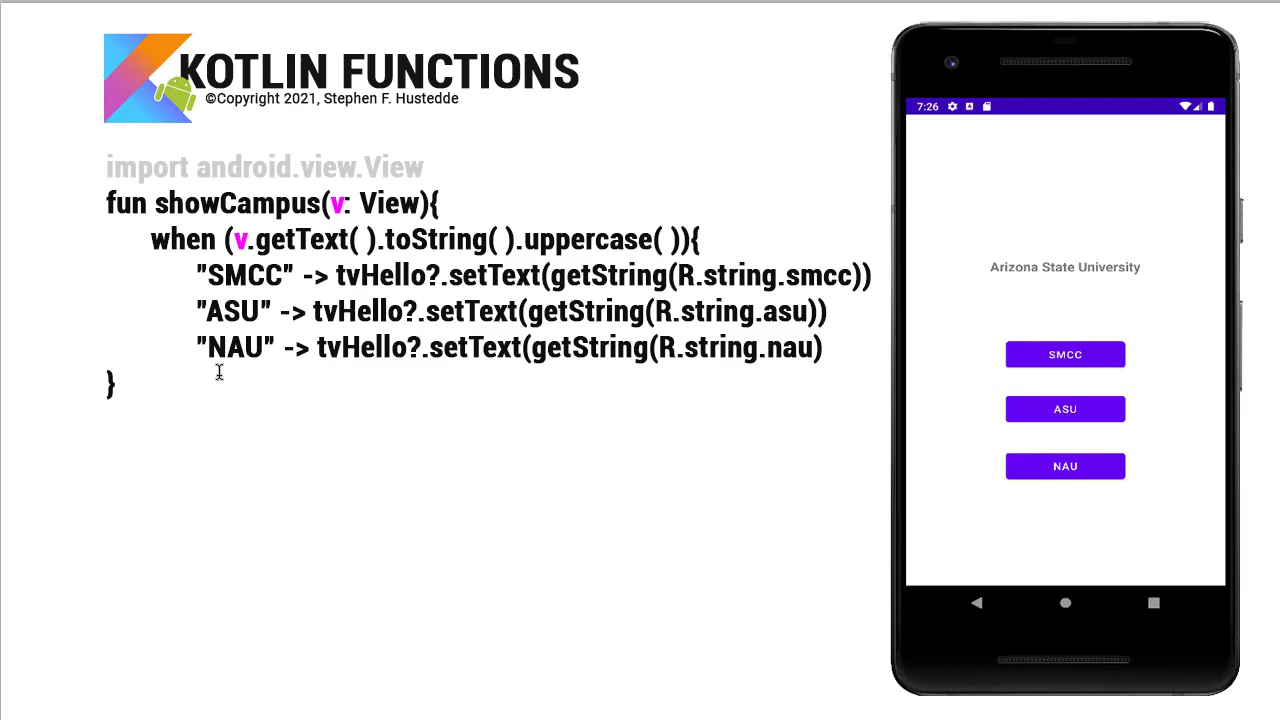 KOTLIN FUNCTIONS
©Copyright 2021, Stephen F. Hustedde
import android.view.View
fun showCampus(v: View){
when (v.getText( ).toString( ).uppercase( )){
"SMCC" -> tvHello?.setText(getString(R.string.smcc))
"ASU" -> tvHello?.setText(getString(R.string.asu))
"NAU" -> tvHello?.setText(getString(R.string.nau)
}
7:26
Arizona State University
SMCC
ASU
NAU